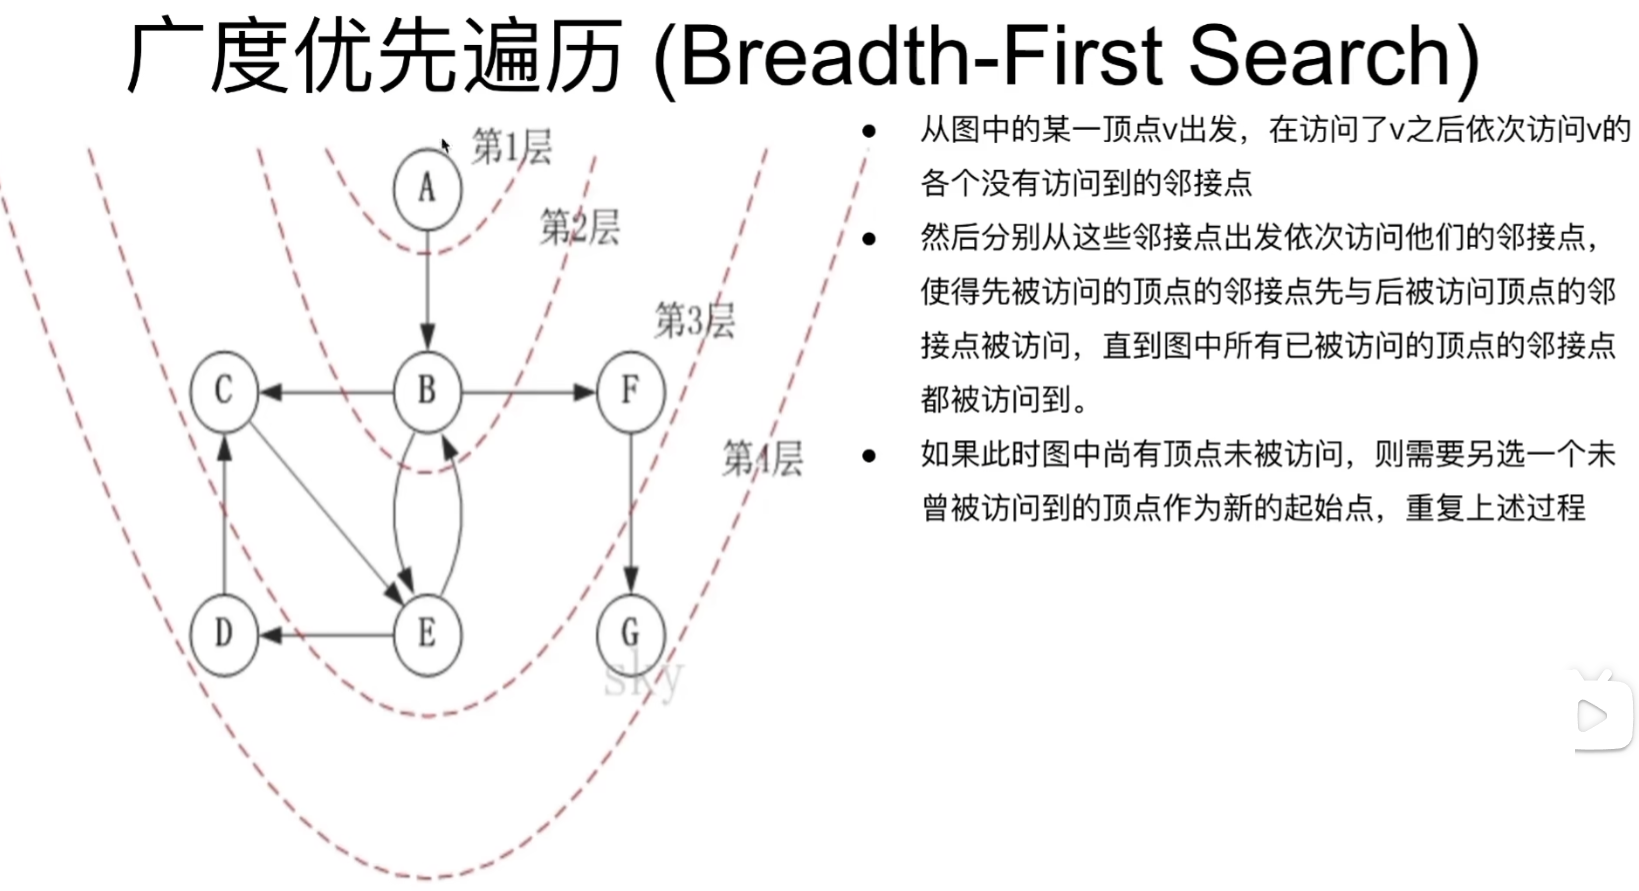 广度优先遍历 (Breadth-First Search)
第1层
A
第2层
第3层
C
B
F
第4层
D
E
G
sky
● 从图中的某一顶点v出发，在访问了v之后依次访问v的
各个没有访问到的邻接点
● 然后分别从这些邻接点出发依次访问他们的邻接点，
使得先被访问的顶点的邻接点先与后被访问顶点的邻
接点被访问，直到图中所有已被访问的顶点的邻接点
都被访问到。
● 如果此时图中尚有顶点未被访问，则需要另选一个未
曾被访问到的顶点作为新的起始点，重复上述过程